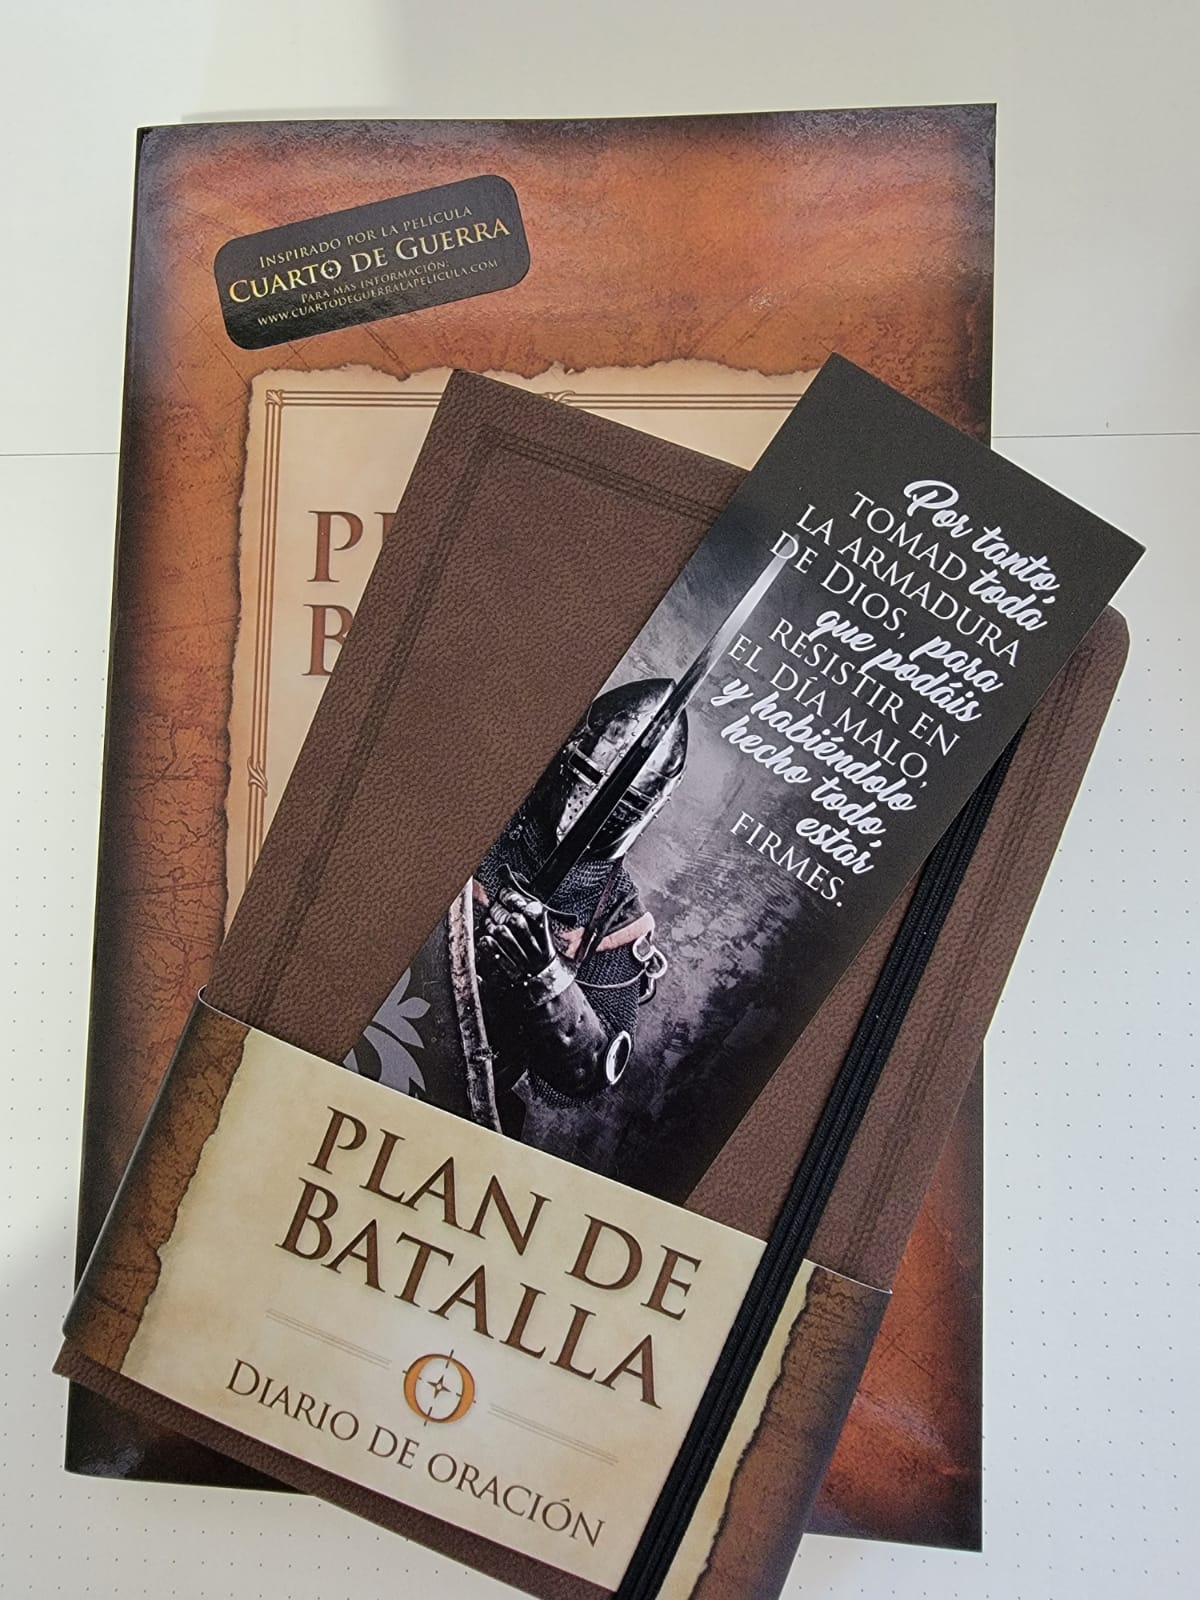 Inspirado por la película
Cuarto de Guerra
Para más información:
www.cuartodeguerralapelicula.com
Por tanto,
TOMAD toda
LA ARMADURA
DE DIOS, para
que podáis
RESISTIR EN
EL DÍA MALO,
y habiéndolo
hecho todo,
estar
FIRMES.
PLAN DE
BATALLA
DIARIO DE ORACIÓN